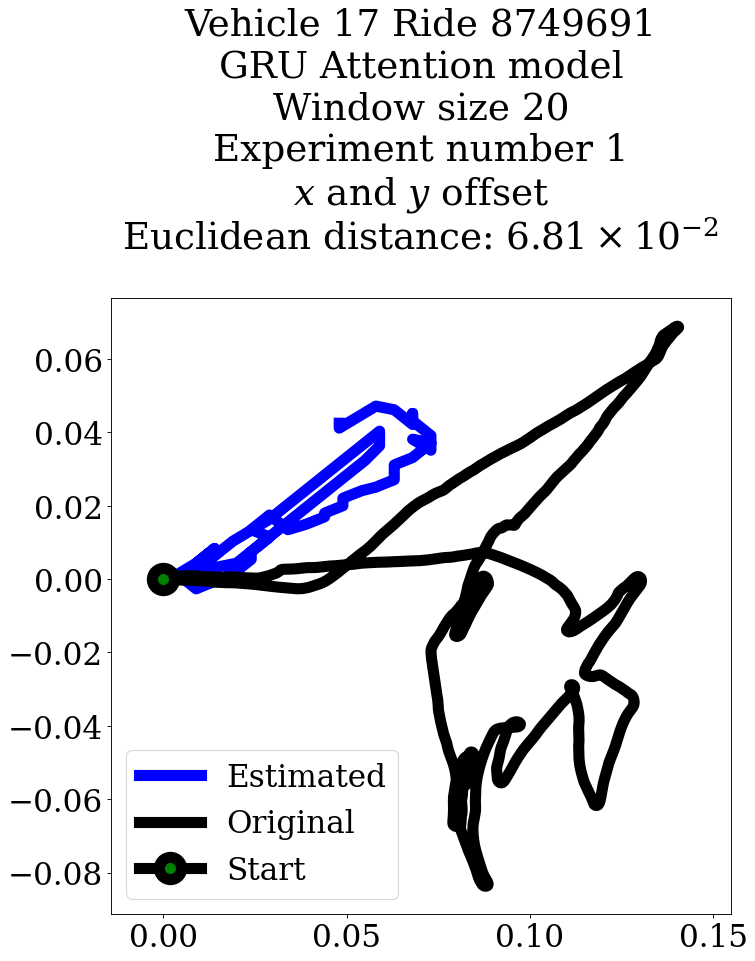 Vehicle 17 Ride 8749691
GRU Attention model
Window size 20
Experiment number 1
x and y offset
Euclidean distance: 6.81 × 10⁻²
0.06
0.04
0.02
0.00
−0.02
−0.04
−0.06
−0.08
Estimated
Original
Start
0.00 0.05 0.10 0.15